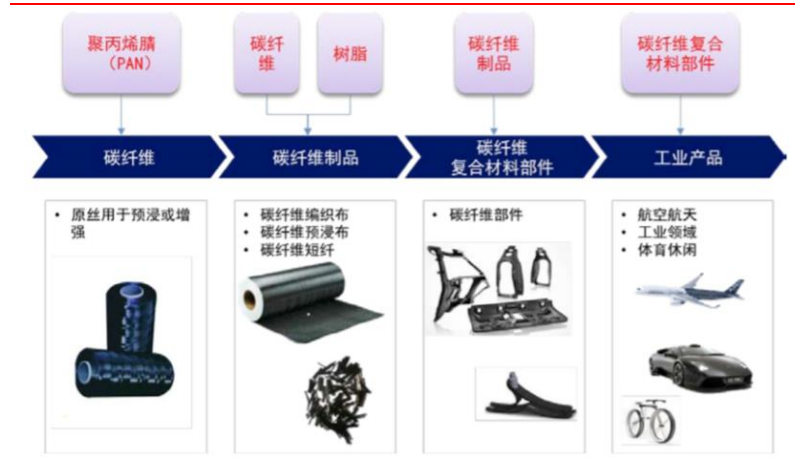 聚丙烯腈
（PAN）
碳纤
维
树脂
碳纤维
制品
碳纤维复合
材料部件
碳纤维
碳纤维制品
碳纤维
复合材料部件
工业产品
• 原丝用于预浸或增
强
• 碳纤维编织布
• 碳纤维预浸布
• 碳纤维短纤
• 碳纤维部件
• 航空航天
• 工业领域
• 体育休闲